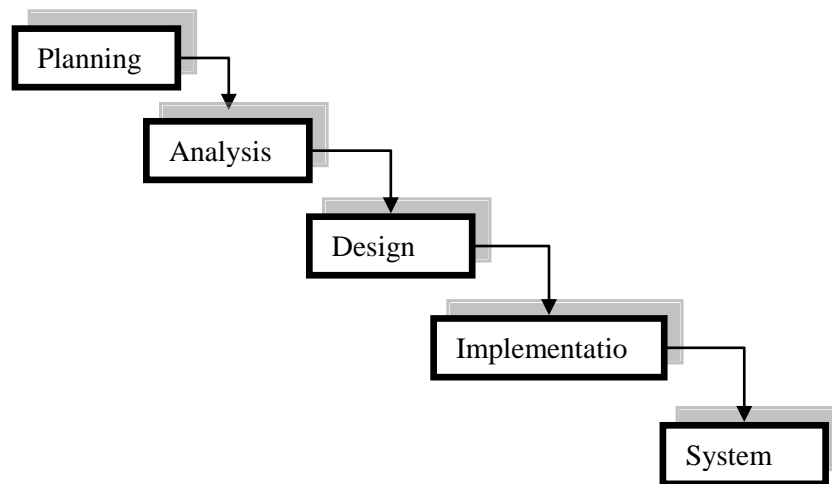 Planning
Analysis
Design
Implementatio
System